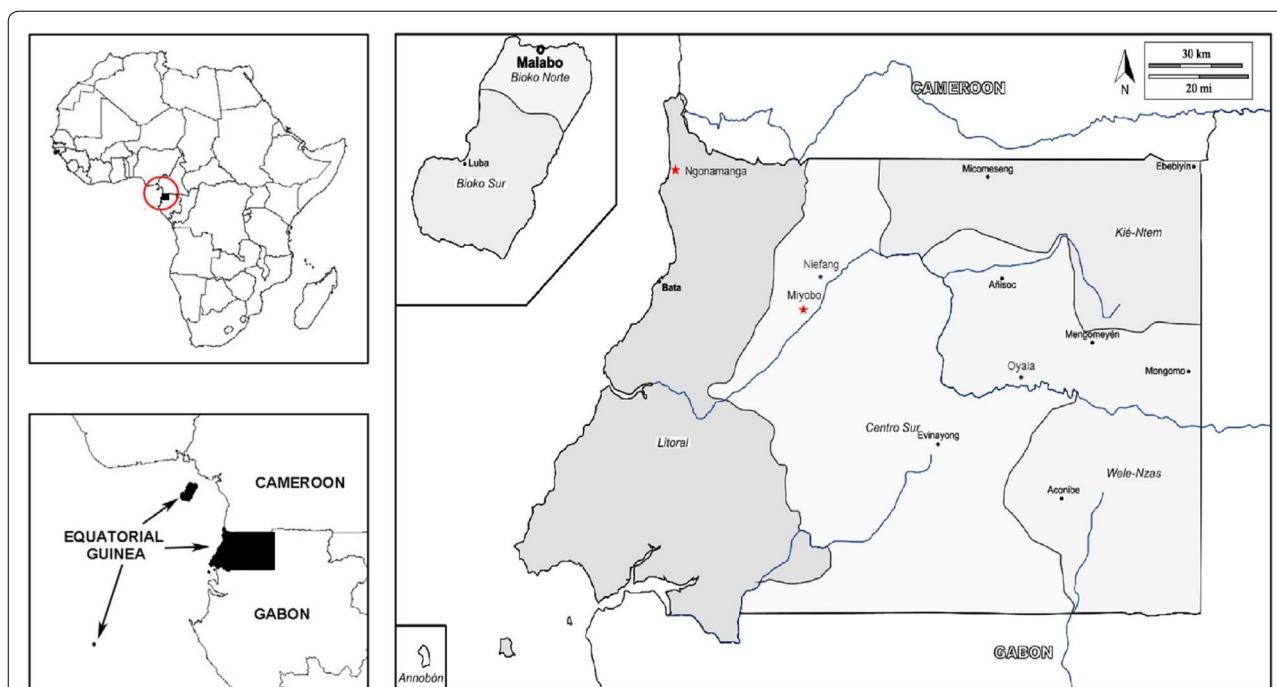 CAMEROON
EQUATORIAL
GUINEA
GABON
Malabo
Bioko Norte
Luba
Bioko Sur
30 km
20 mi
N
CAMEROON
Ngonamanga
Micomeseng
Ebebiyín
Kié-Ntem
Niefang
Bata
Miyobo
Añisoc
Mengomeyén
Oyala
Mongomo
Litoral
Centro Sur
Evinayong
Wele-Nzas
Aconibe
GABON
Annobón